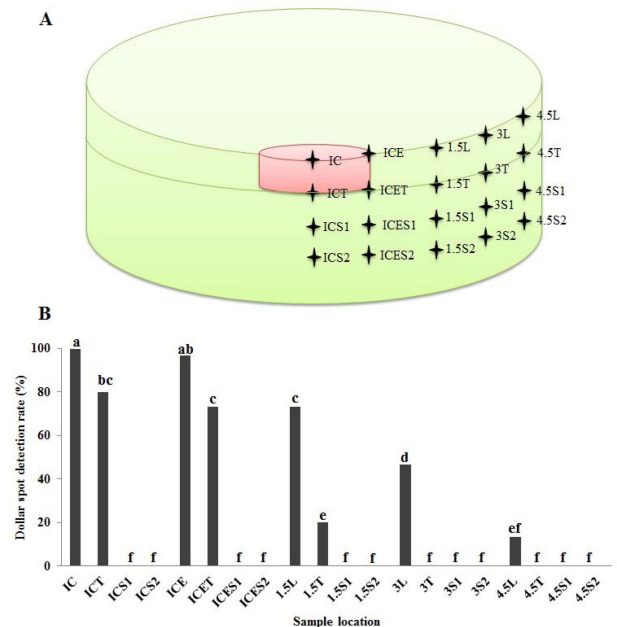 A
IC
ICE
1.5L
3L
4.5L
ICT
ICET
1.5T
3T
4.5T
ICS1
ICES1
1.5S1
3S1
4.5S1
ICS2
ICES2
1.5S2
3S2
4.5S2
B
Dollar spot detection rate (%)
100
80
60
40
20
0
a
bc
f
f
ab
c
f
f
c
e
f
f
d
f
f
f
ef
f
f
f
IC
ICT
ICS1
ICS2
ICE
ICET
ICES1
ICES2
1.5L
1.5T
1.5S1
1.5S2
3L
3T
3S1
3S2
4.5L
4.5T
4.5S1
4.5S2
Sample location